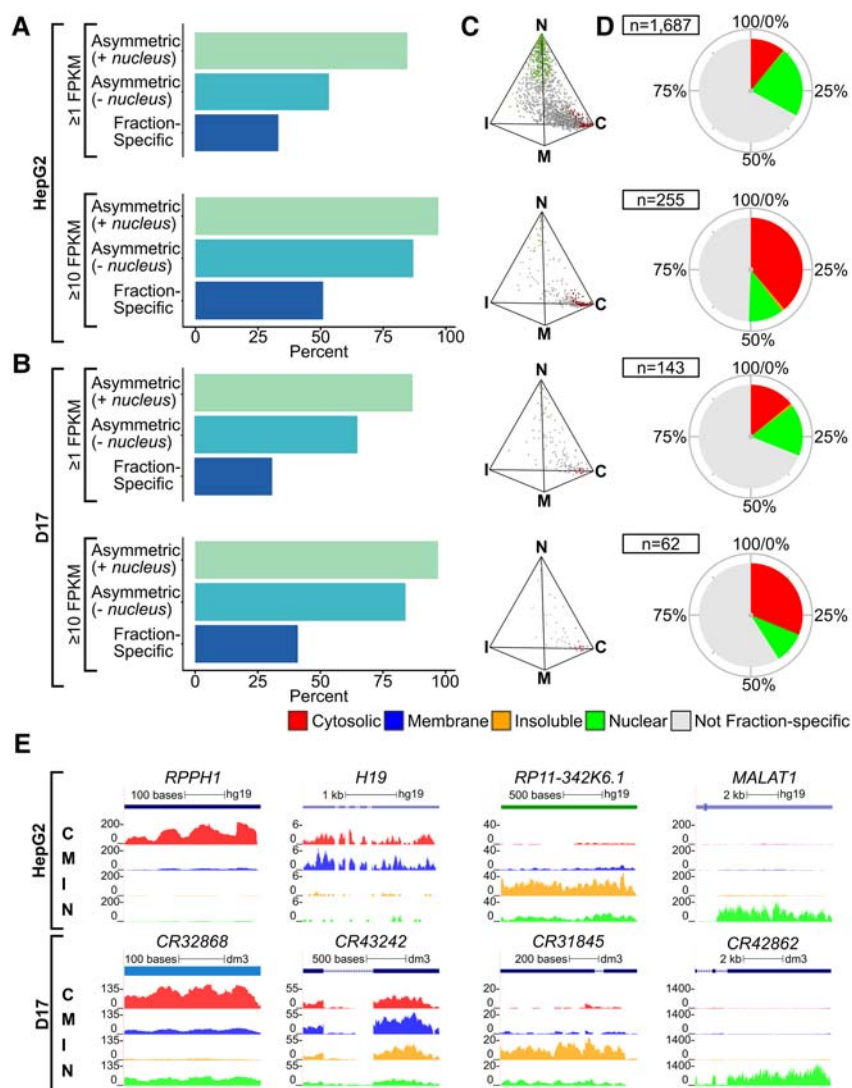 A
HepG2
≥1 FPKM
Asymmetric
(+ nucleus)
Asymmetric
(- nucleus)
Fraction-
Specific
≥10 FPKM
Asymmetric
(+ nucleus)
Asymmetric
(- nucleus)
Fraction-
Specific
0 25 50 75 100
Percent
B
D17
≥1 FPKM
Asymmetric
(+ nucleus)
Asymmetric
(- nucleus)
Fraction-
Specific
≥10 FPKM
Asymmetric
(+ nucleus)
Asymmetric
(- nucleus)
Fraction-
Specific
0 25 50 75 100
Percent
C
N
I
C
M
N
I
C
M
N
I
C
M
N
I
C
M
D
n=1,687
100/0%
75%
25%
50%
n=255
100/0%
75%
25%
50%
n=143
100/0%
75%
25%
50%
n=62
100/0%
75%
25%
50%
Cytosolic Membrane Insoluble Nuclear Not Fraction-specific
E
HepG2
C
M
I
N
RPPH1
100 bases hg19
200
0
200
0
200
0
200
0
H19
1 kb hg19
6
0
6
0
6
0
6
0
RP11-342K6.1
500 bases hg19
40
0
40
0
40
0
40
0
MALAT1
2 kb hg19
200
0
200
0
200
0
200
0
D17
C
M
I
N
CR32868
100 bases dm3
135
0
135
0
135
0
135
0
CR43242
500 bases dm3
55
0
55
0
55
0
55
0
CR31845
200 bases dm3
20
0
20
0
20
0
20
0
CR42862
2 kb dm3
1400
0
1400
0
1400
0
1400
0